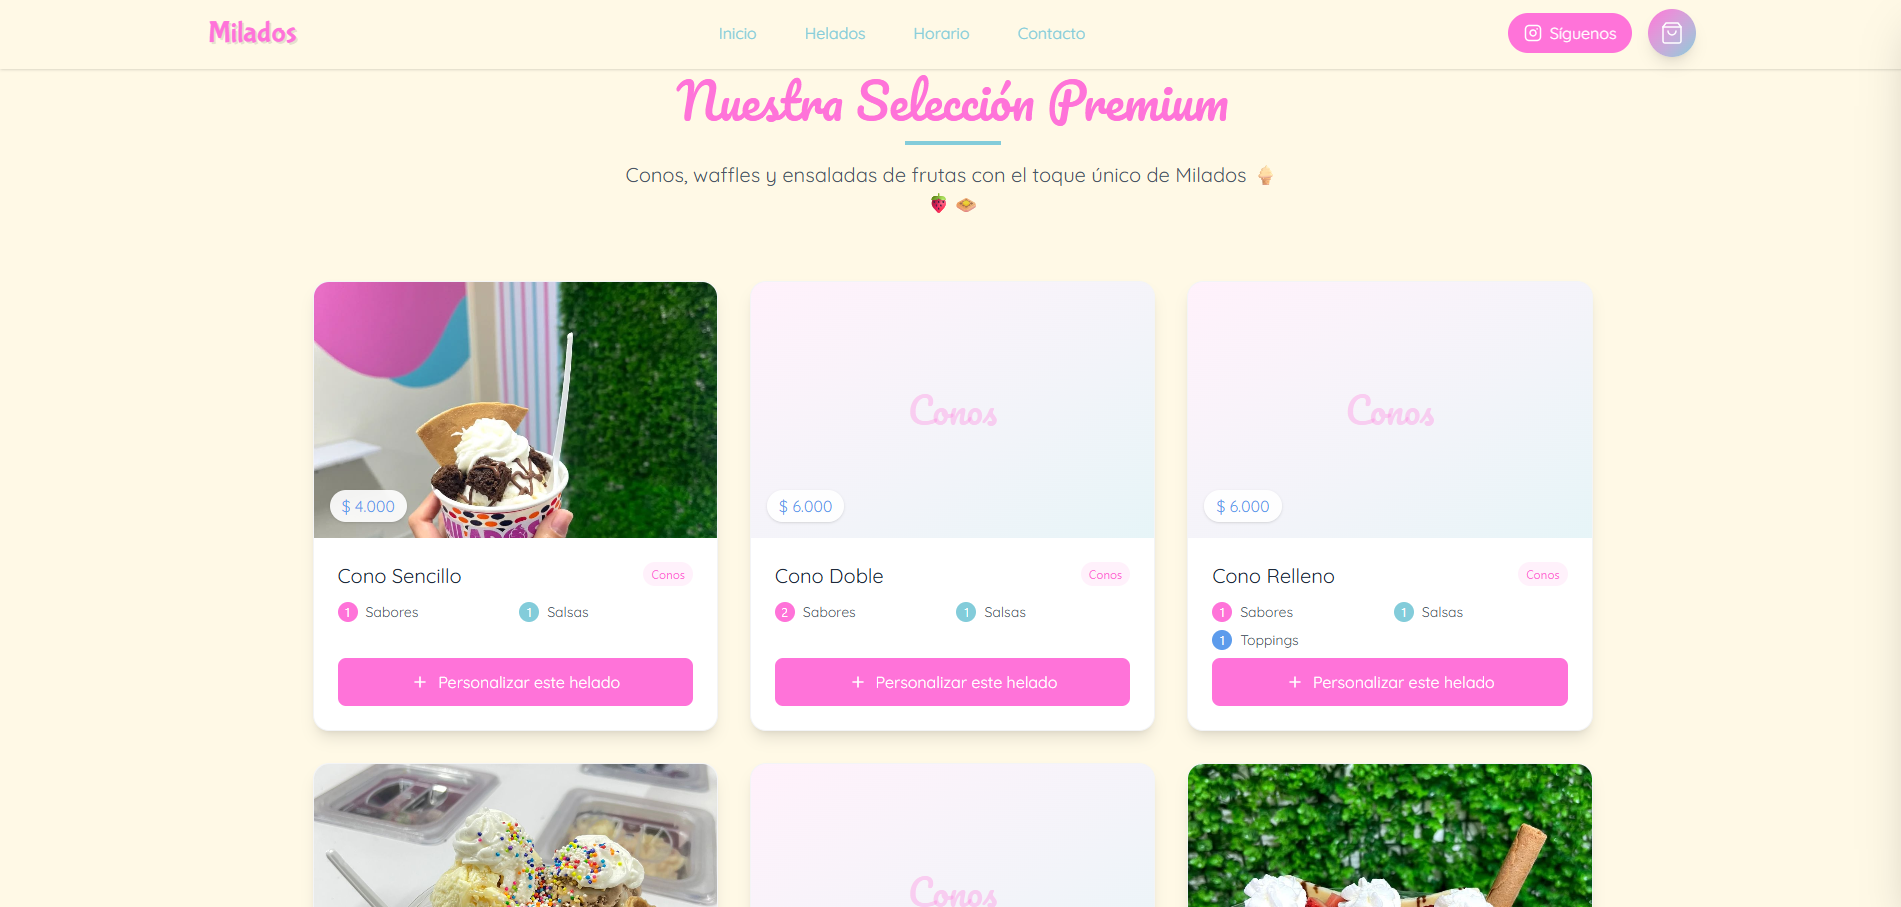 Milados
Inicio
Helados
Horario
Contacto
Síguenos
Nuestra Selección Premium
Conos, waffles y ensaladas de frutas con el toque único de Milados 🍦
🍓 🧇
$ 4.000
Conos
$ 6.000
Conos
$ 6.000
Cono Sencillo
Conos
1 Sabores
1 Salsas
+ Personalizar este helado
Cono Doble
Conos
2 Sabores
1 Salsas
+ Personalizar este helado
Cono Relleno
Conos
1 Sabores
1 Salsas
1 Toppings
+ Personalizar este helado
Conos